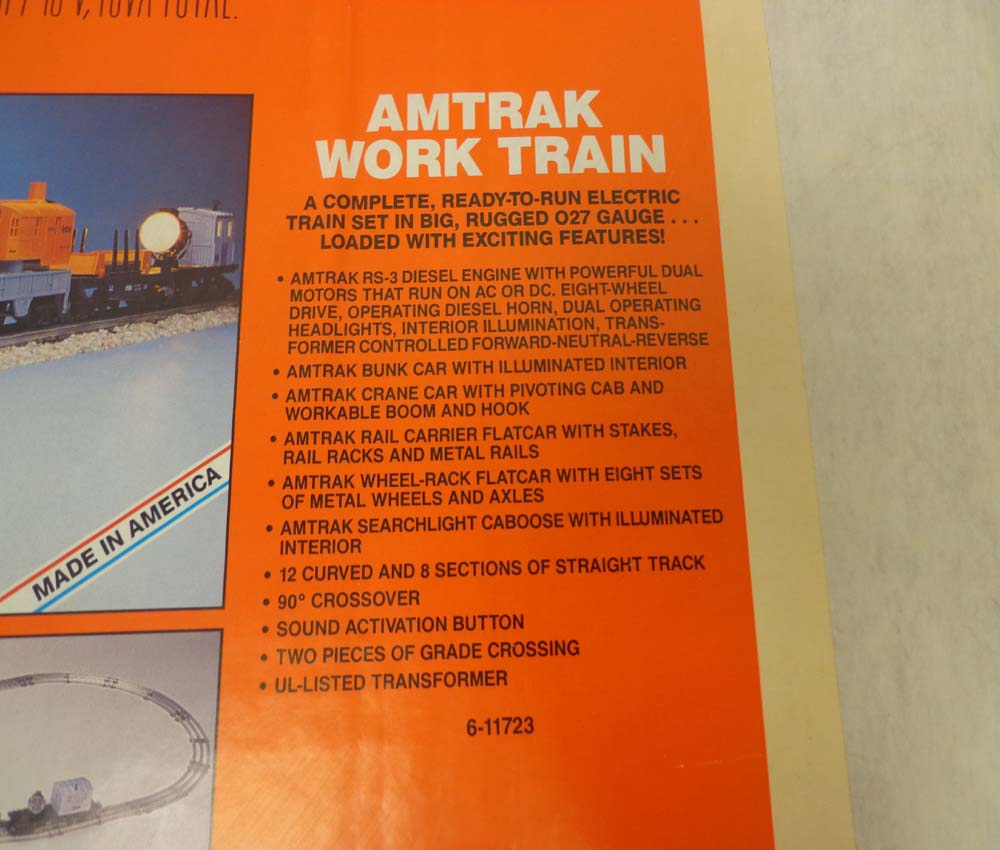 V, TOTAL.
AMTRAK
WORK TRAIN
A COMPLETE, READY-TO-RUN ELECTRIC
TRAIN SET IN BIG, RUGGED O27 GAUGE . . .
LOADED WITH EXCITING FEATURES!
• AMTRAK RS-3 DIESEL ENGINE WITH POWERFUL DUAL
MOTORS THAT RUN ON AC OR DC. EIGHT-WHEEL
DRIVE, OPERATING DIESEL HORN, DUAL OPERATING
HEADLIGHTS, INTERIOR ILLUMINATION, TRANS-
FORMER CONTROLLED FORWARD-NEUTRAL-REVERSE
• AMTRAK BUNK CAR WITH ILLUMINATED INTERIOR
• AMTRAK CRANE CAR WITH PIVOTING CAB AND
WORKABLE BOOM AND HOOK
• AMTRAK RAIL CARRIER FLATCAR WITH STAKES,
RAIL RACKS AND METAL RAILS
• AMTRAK WHEEL-RACK FLATCAR WITH EIGHT SETS
OF METAL WHEELS AND AXLES
• AMTRAK SEARCHLIGHT CABOOSE WITH ILLUMINATED
INTERIOR
• 12 CURVED AND 8 SECTIONS OF STRAIGHT TRACK
• 90° CROSSOVER
• SOUND ACTIVATION BUTTON
• TWO PIECES OF GRADE CROSSING
• UL-LISTED TRANSFORMER
6-11723
MADE IN AMERICA